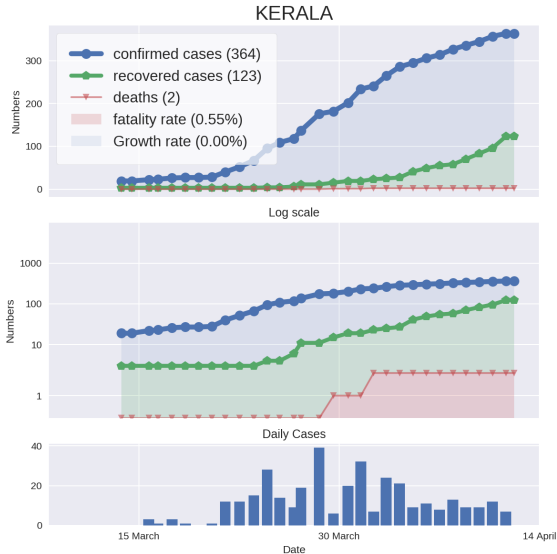 KERALA
confirmed cases (364)
recovered cases (123)
deaths (2)
fatality rate (0.55%)
Growth rate (0.00%)
Numbers
300
200
100
0
Log scale
Numbers
1000
100
10
1
Daily Cases
40
20
0
15 March
30 March
14 April
Date